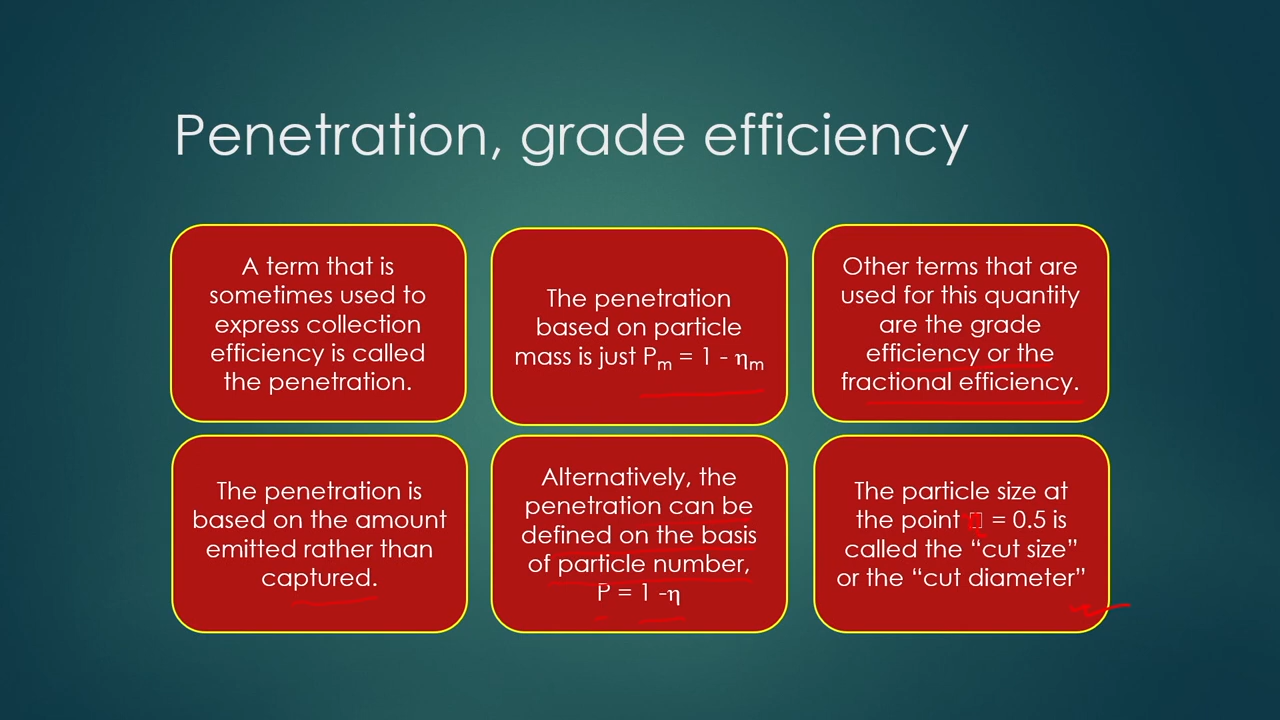 Penetration, grade efficiency
A term that is
sometimes used to
express collection
efficiency is called
the penetration.
The penetration
based on particle
mass is just Pm = 1 - ηm
Other terms that are
used for this quantity
are the grade
efficiency or the
fractional efficiency.
The penetration is
based on the amount
emitted rather than
captured.
Alternatively, the
penetration can be
defined on the basis
of particle number,
P = 1 -η
The particle size at
the point = 0.5 is
called the “cut size”
or the “cut diameter”